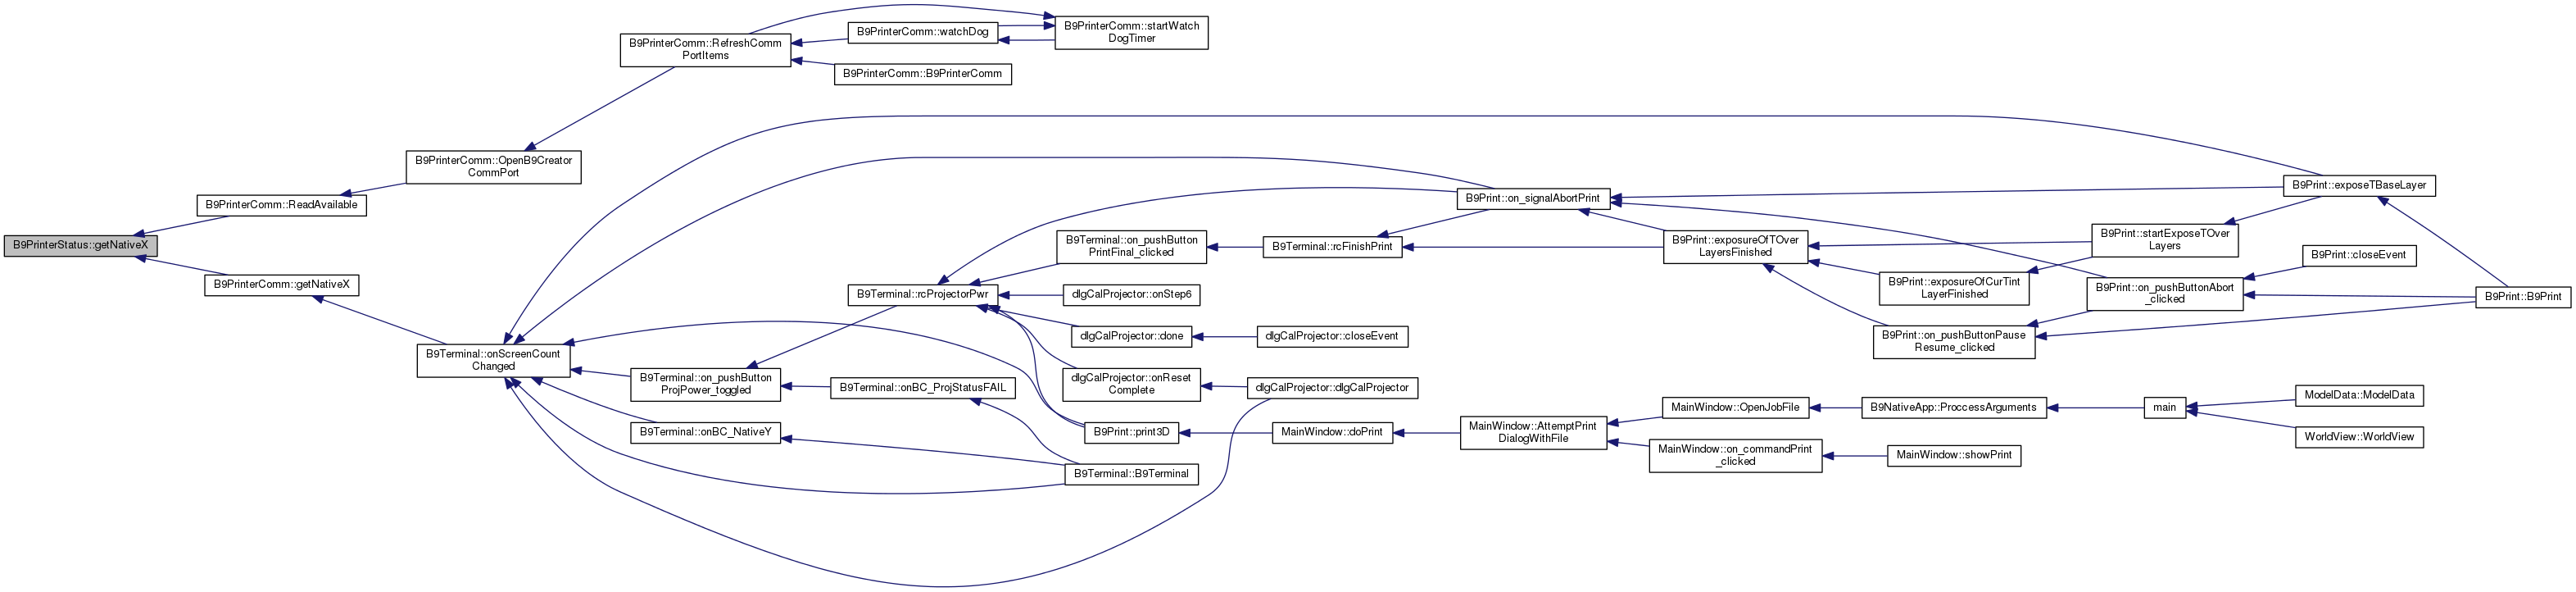 B9PrinterStatus::getNativeX
B9PrinterComm::ReadAvailable
B9PrinterComm::getNativeX
B9PrinterComm::OpenB9Creator
CommPort
B9Terminal::onScreenCount
Changed
B9PrinterComm::RefreshComm
PortItems
B9PrinterComm::watchDog
B9PrinterComm::B9PrinterComm
B9PrinterComm::startWatch
DogTimer
B9Terminal::on_pushButton
ProjPower_toggled
B9Terminal::onBC_NativeY
B9Terminal::rcProjectorPwr
B9Terminal::onBC_ProjStatusFAIL
B9Terminal::on_pushButton
PrintFinal_clicked
dlgCalProjector::onStep6
dlgCalProjector::done
dlgCalProjector::onReset
Complete
B9Print::print3D
B9Terminal::B9Terminal
B9Terminal::rcFinishPrint
dlgCalProjector::closeEvent
dlgCalProjector::dlgCalProjector
MainWindow::doPrint
B9Print::on_signalAbortPrint
MainWindow::AttemptPrint
DialogWithFile
B9Print::exposureOfTOver
LayersFinished
MainWindow::OpenJobFile
MainWindow::on_commandPrint
_clicked
B9Print::exposureOfCurTint
LayerFinished
B9Print::on_pushButtonPause
Resume_clicked
B9NativeApp::ProccessArguments
MainWindow::showPrint
B9Print::startExposeTOver
Layers
B9Print::on_pushButtonAbort
_clicked
main
B9Print::exposeTBaseLayer
B9Print::closeEvent
ModelData::ModelData
WorldView::WorldView
B9Print::B9Print